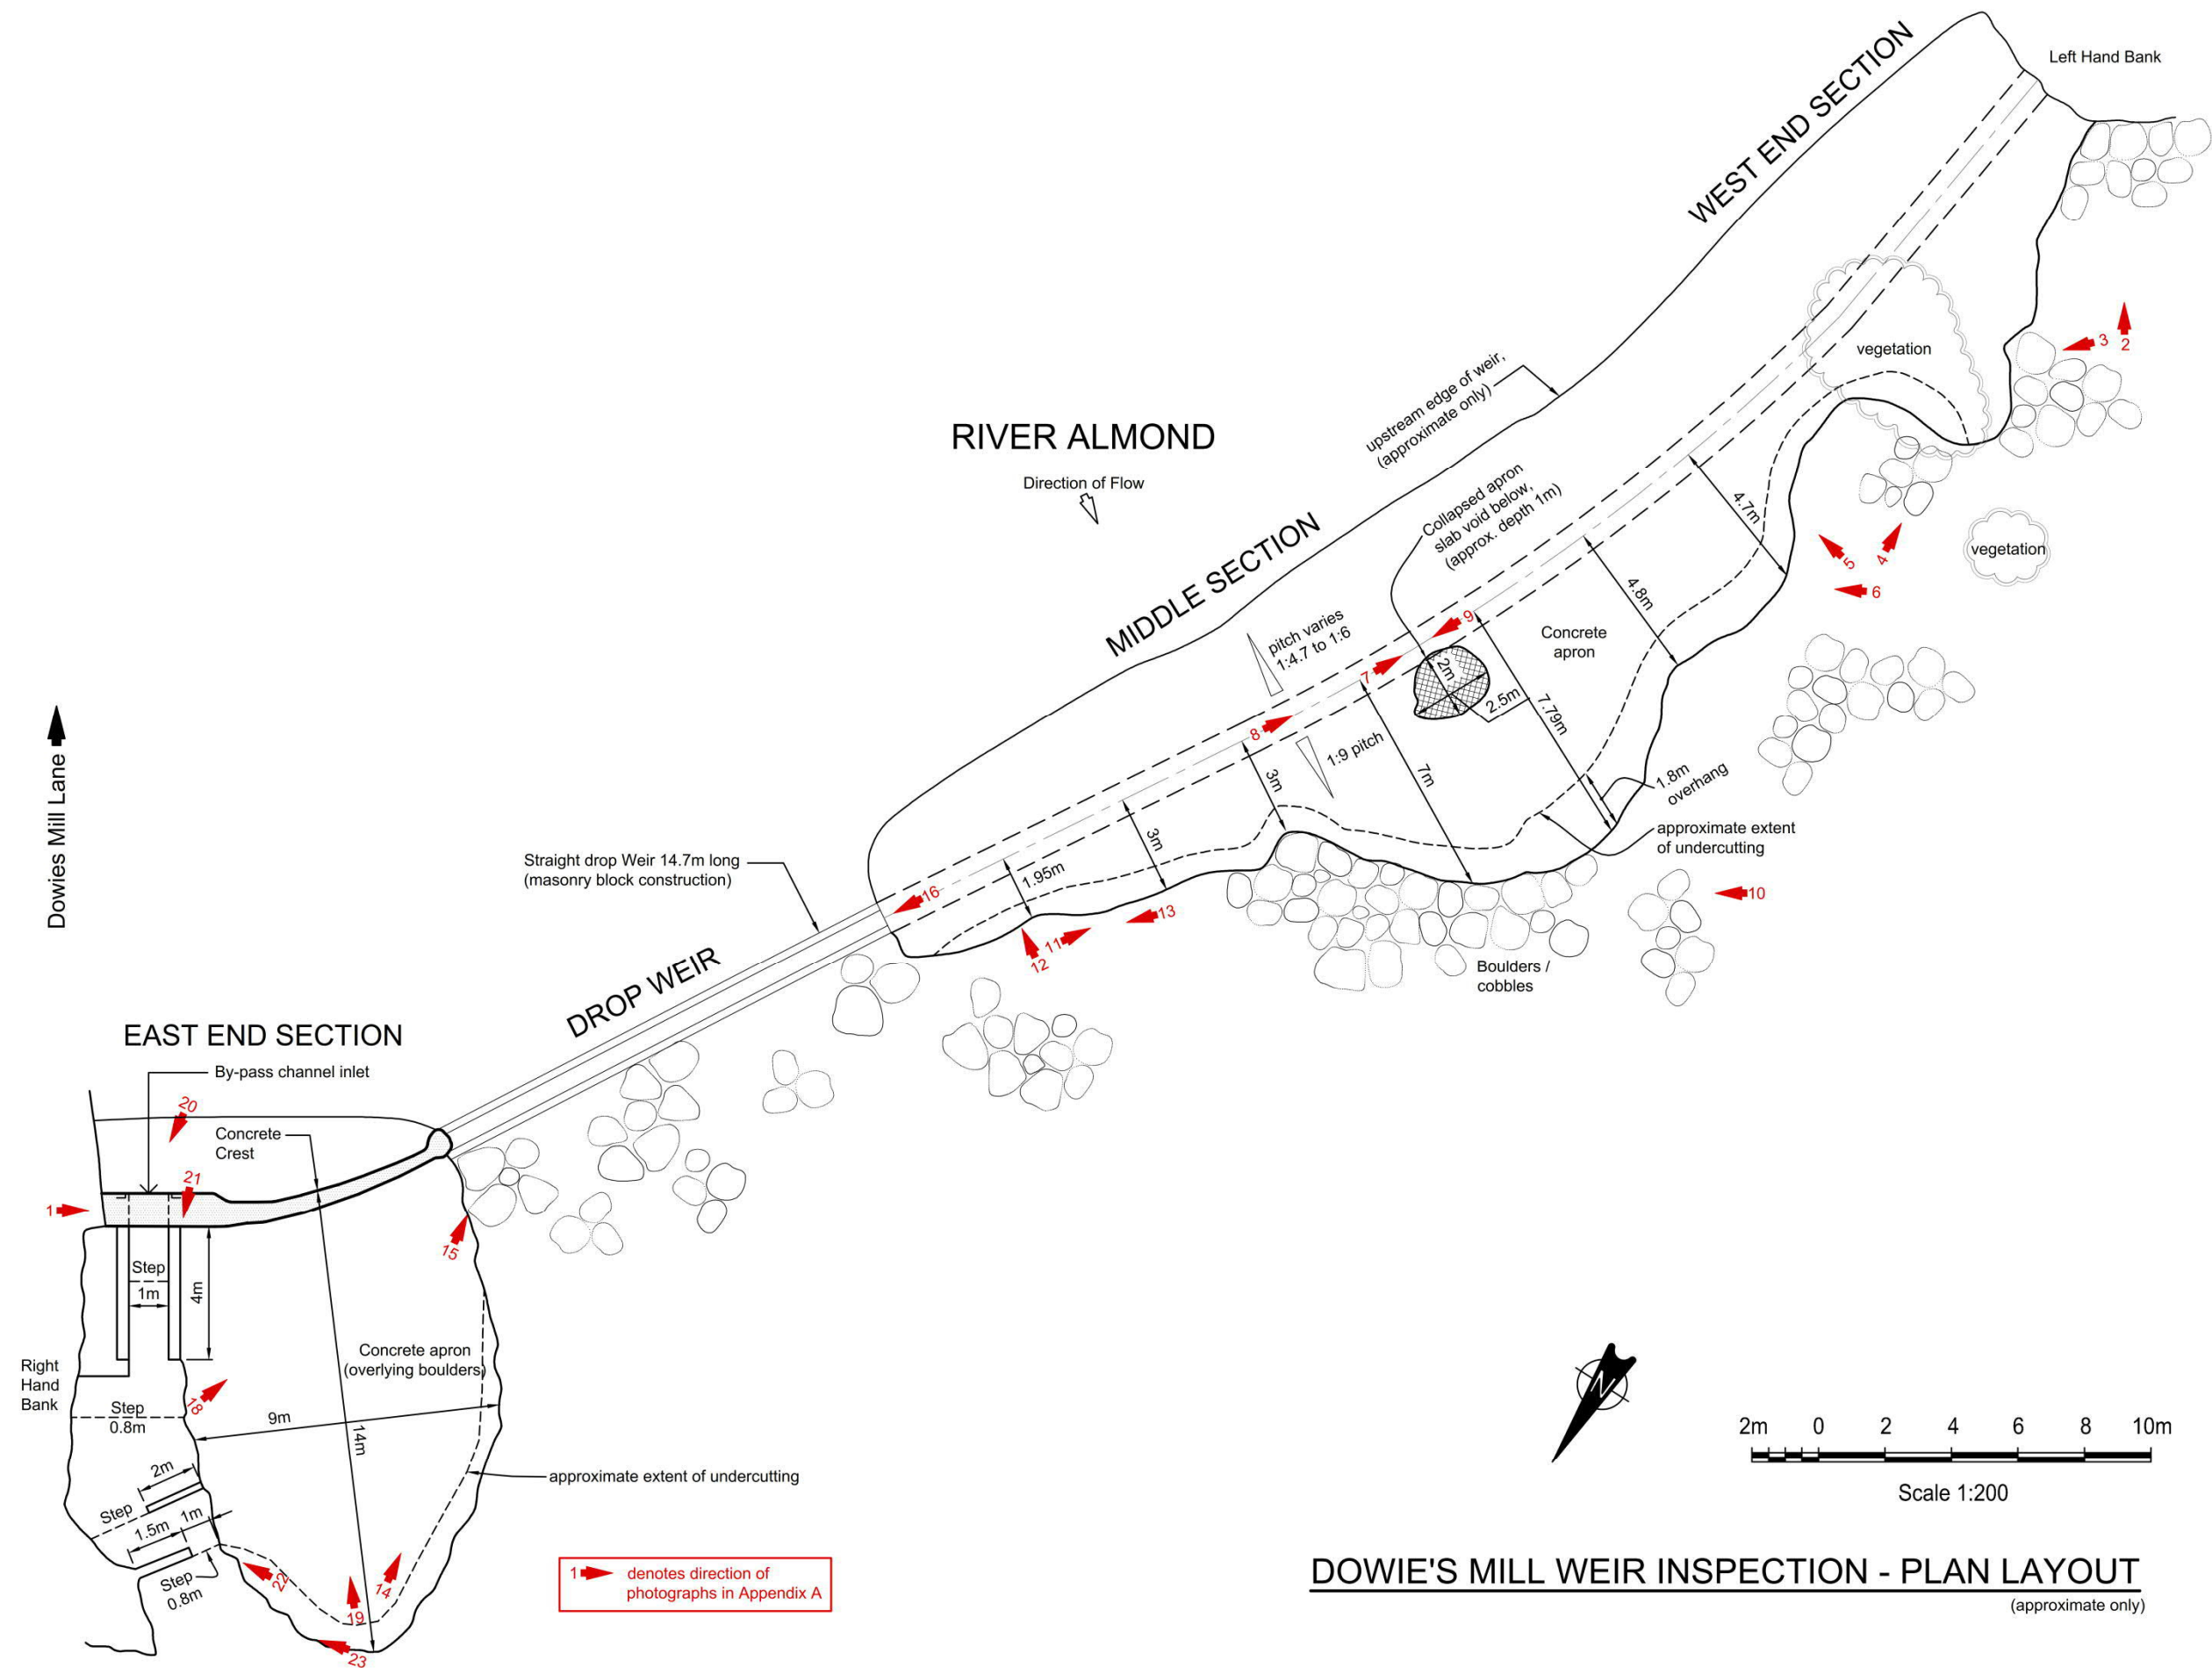 Left Hand Bank
WEST END SECTION
vegetation
3
2
upstream edge of weir,
(approximate only)
RIVER ALMOND
Direction of Flow
Collapsed apron
slab void below,
(approx. depth 1m)
4.7m
MIDDLE SECTION
5
4
vegetation
6
4.8m
pitch varies
1:4.7 to 1:6
9
Concrete
apron
7
2m
2.5m
7.79m
8
1:9 pitch
7m
3m
1.8m
overhang
approximate extent
of undercutting
Dowies Mill Lane
Straight drop Weir 14.7m long
(masonry block construction)
3m
1.95m
16
13
10
11
12
Boulders /
cobbles
DROP WEIR
EAST END SECTION
By-pass channel inlet
20
Concrete
Crest
21
1
15
Step
1m
4m
Concrete apron
(overlying boulders)
Right
Hand
Bank
18
Step
0.8m
9m
14m
2m
approximate extent of undercutting
Step
1.5m
1m
Step
0.8m
22
19
14
23
1
denotes direction of
photographs in Appendix A
N
2m 0 2 4 6 8 10m
Scale 1:200
DOWIE'S MILL WEIR INSPECTION - PLAN LAYOUT
(approximate only)